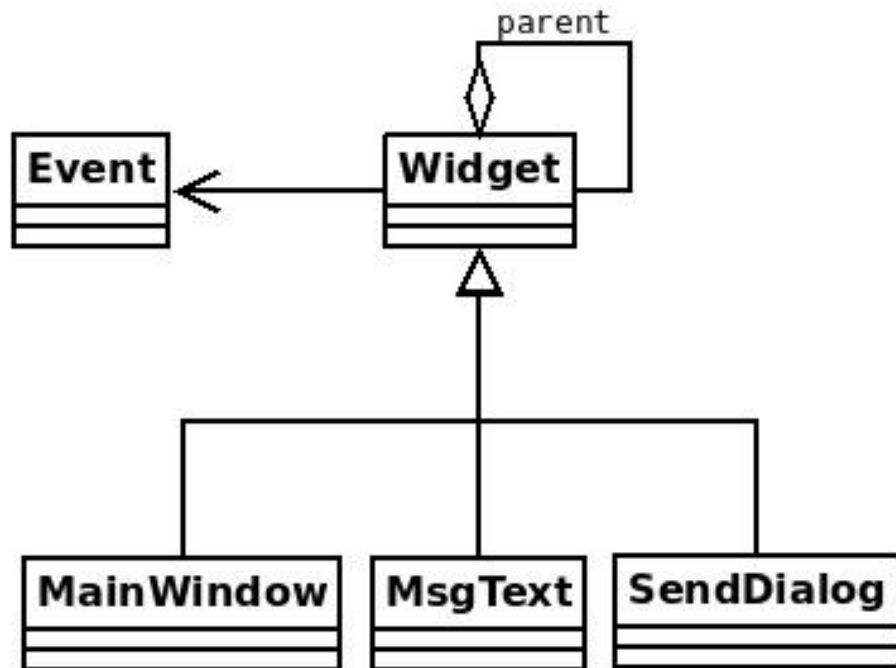 parent
Event
Widget
MainWindow
MsgText
SendDialog